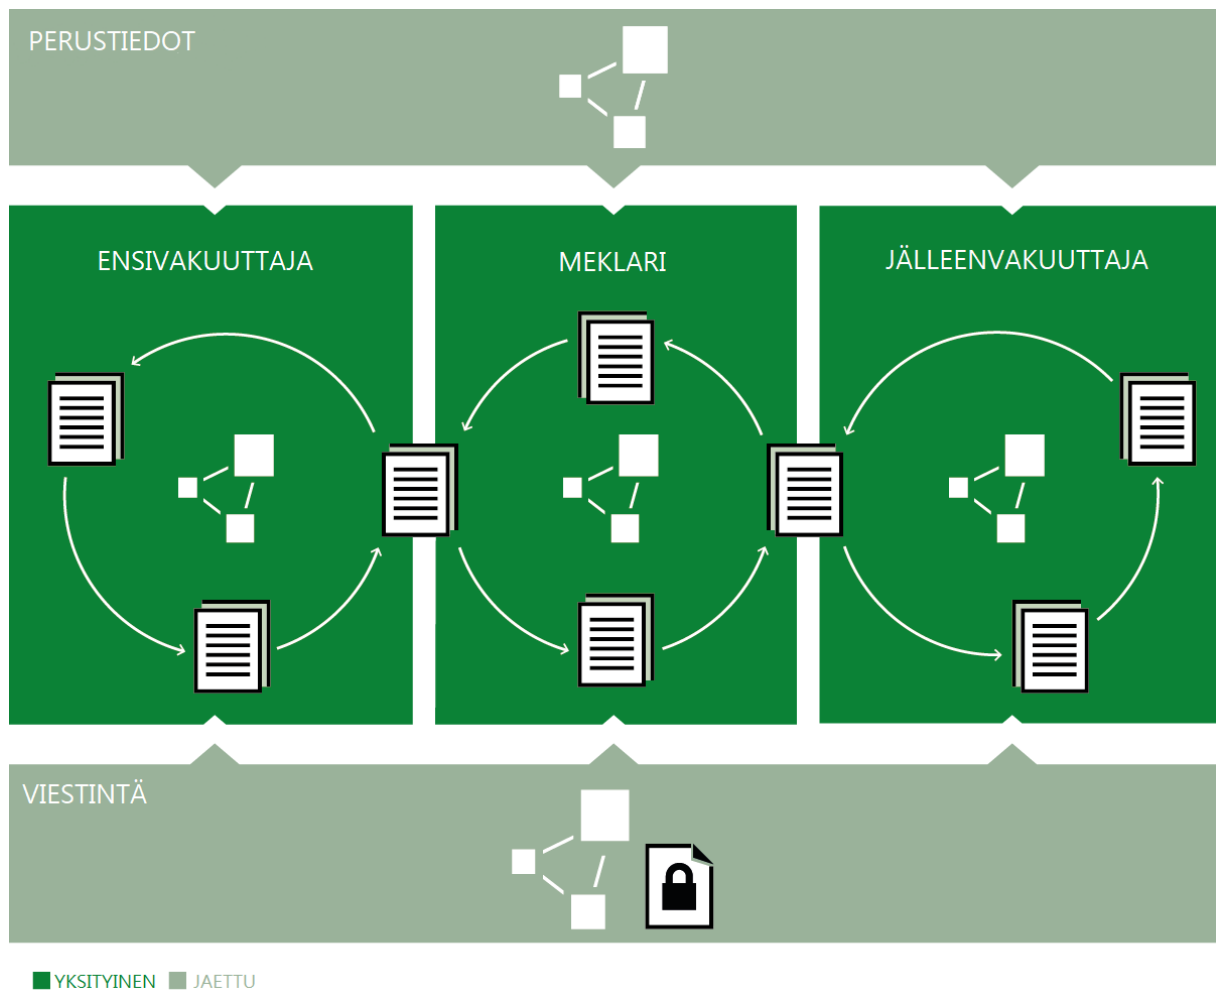 PERUSTIEDOT
ENSIVAKUUTTAJA
MEKLARI
JÄLLEENVAKUUTTAJA
VIESTINTÄ
YKSITYINEN
JAETTU